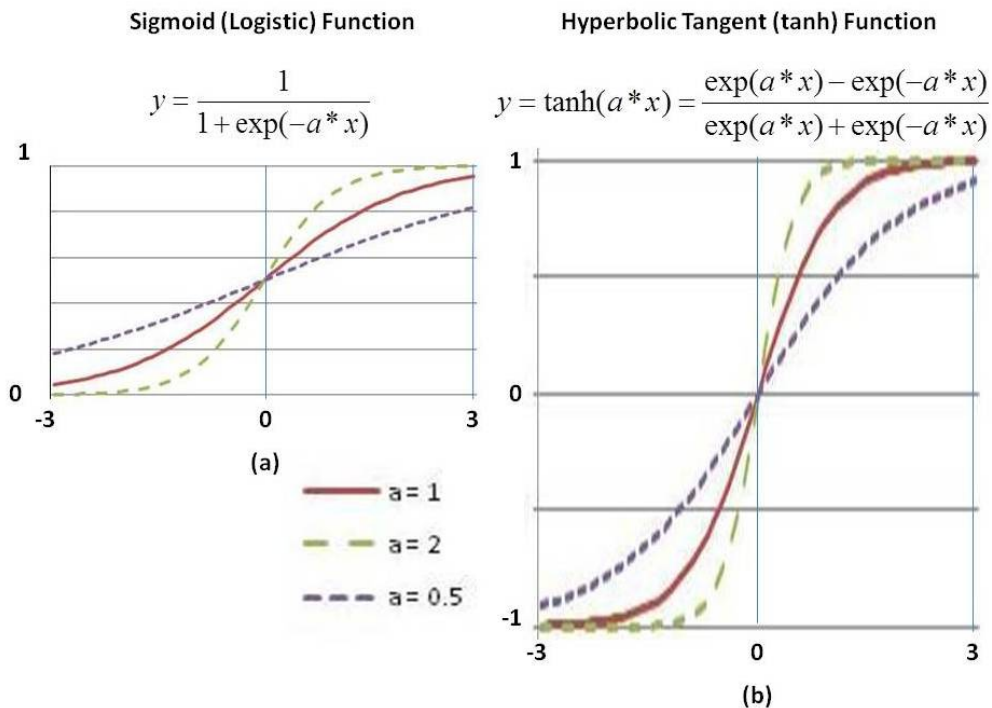 Sigmoid (Logistic) Function
y = 1 / (1 + exp(-a * x))
1
0
-3 0 3
(a)
a = 1
a = 2
a = 0.5
Hyperbolic Tangent (tanh) Function
y = tanh(a * x) = (exp(a * x) - exp(-a * x)) / (exp(a * x) + exp(-a * x))
1
0
-1
-3 0 3
(b)